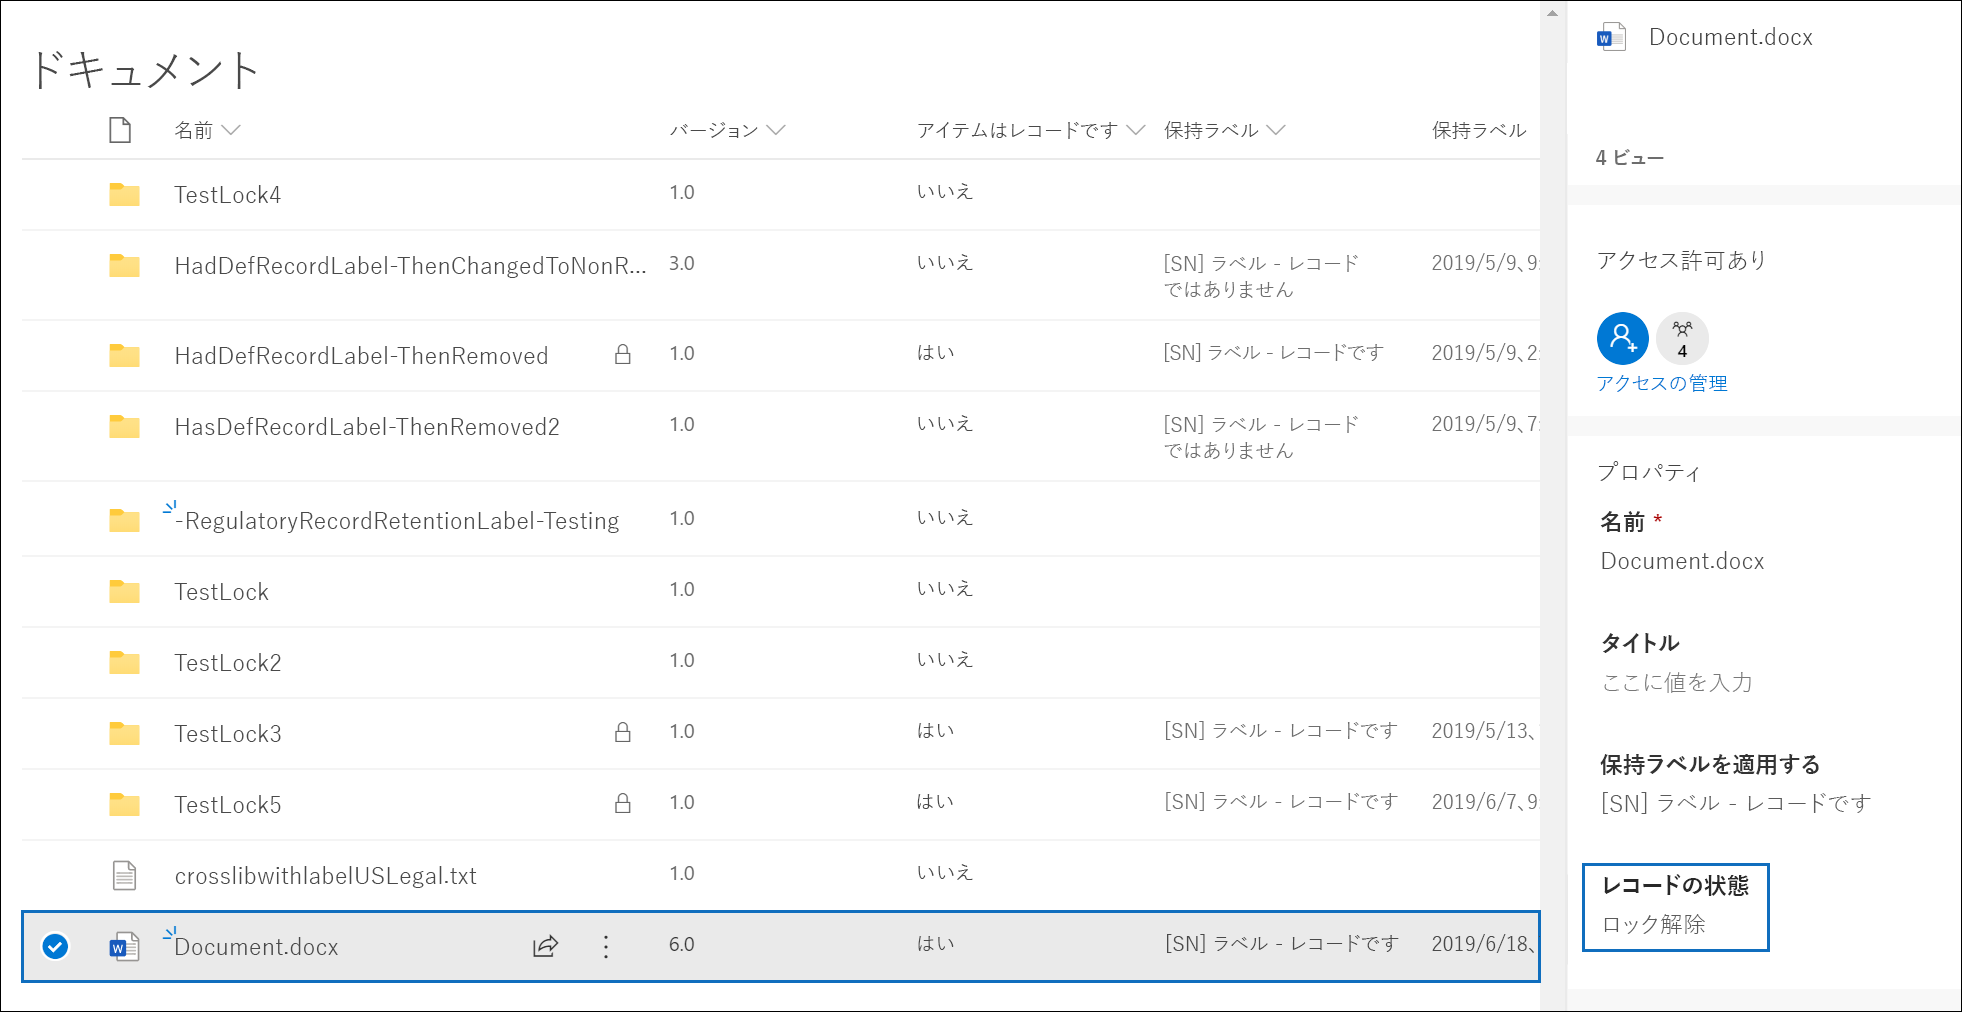 ドキュメント
名前 バージョン アイテムはレコードです 保持ラベル 保持ラベル
TestLock4 1.0 いいえ
HadDefRecordLabel-ThenChangedToNonR... 3.0 いいえ [SN] ラベル - レコード 2019/5/9、9:
ではありません
HadDefRecordLabel-ThenRemoved 1.0 はい [SN] ラベル - レコードです 2019/5/9、2:
HasDefRecordLabel-ThenRemoved2 1.0 いいえ [SN] ラベル - レコード 2019/5/9、7:
ではありません
-RegulatoryRecordRetentionLabel-Testing 1.0 いいえ
TestLock 1.0 いいえ
TestLock2 1.0 いいえ
TestLock3 1.0 はい [SN] ラベル - レコードです 2019/5/13、
TestLock5 1.0 はい [SN] ラベル - レコードです 2019/6/7、9:
crosslibwithlabelUSLegal.txt 1.0 いいえ
Document.docx 6.0 はい [SN] ラベル - レコードです 2019/6/18、
Document.docx
4 ビュー
アクセス許可あり
4
アクセスの管理
プロパティ
名前 *
Document.docx
タイトル
ここに値を入力
保持ラベルを適用する
[SN] ラベル - レコードです
レコードの状態
ロック解除